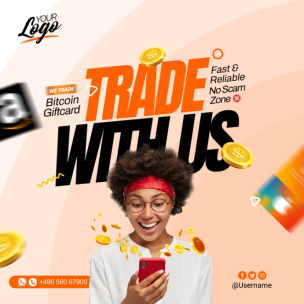 YOUR
Logo
WE TRADE
Bitcoin
Giftcard
TRADE
WITH US
Fast &
Reliable
No Scam
Zone
+490 560 67900
@Username